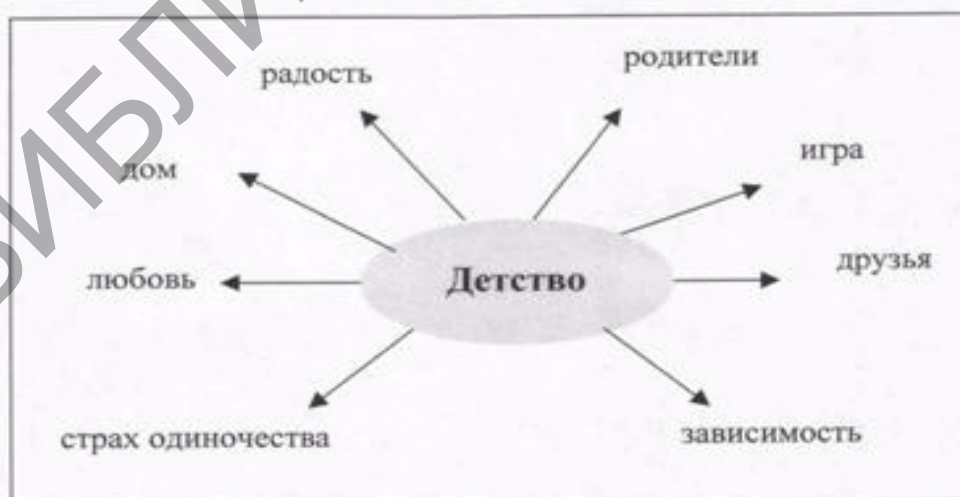 радость
родители
дом
игра
любовь
Детство
друзья
страх одиночества
зависимость